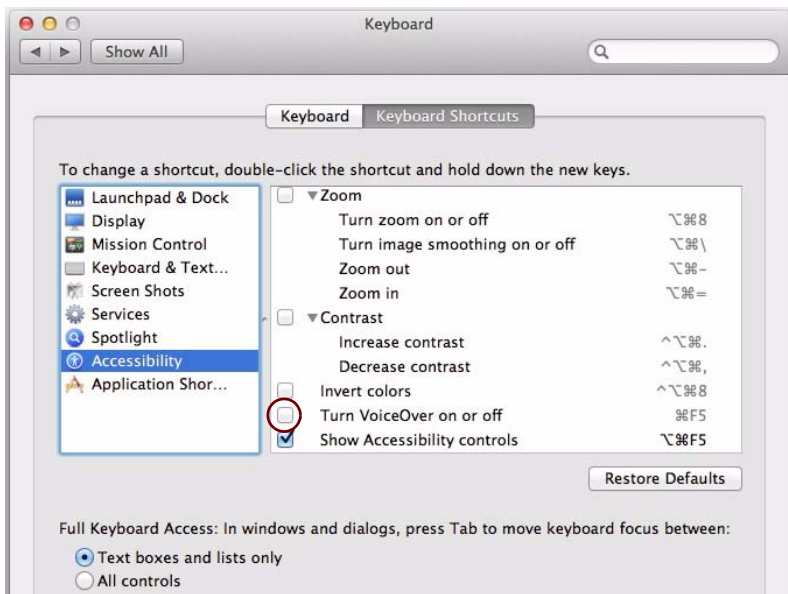 Keyboard
Show All
Keyboard Keyboard Shortcuts
To change a shortcut, double-click the shortcut and hold down the new keys.
Launchpad & Dock
Display
Mission Control
Keyboard & Text...
Screen Shots
Services
Spotlight
Accessibility
Application Shor...
▼Zoom
Turn zoom on or off ⌥⌘8
Turn image smoothing on or off ⌥⌘\
Zoom out ⌥⌘-
Zoom in ⌥⌘=
▼Contrast
Increase contrast ^⌥⌘.
Decrease contrast ^⌥⌘,
Invert colors ^⌥⌘8
Turn VoiceOver on or off ⌘F5
Show Accessibility controls ⌥⌘F5
Restore Defaults
Full Keyboard Access: In windows and dialogs, press Tab to move keyboard focus between:
Text boxes and lists only
All controls